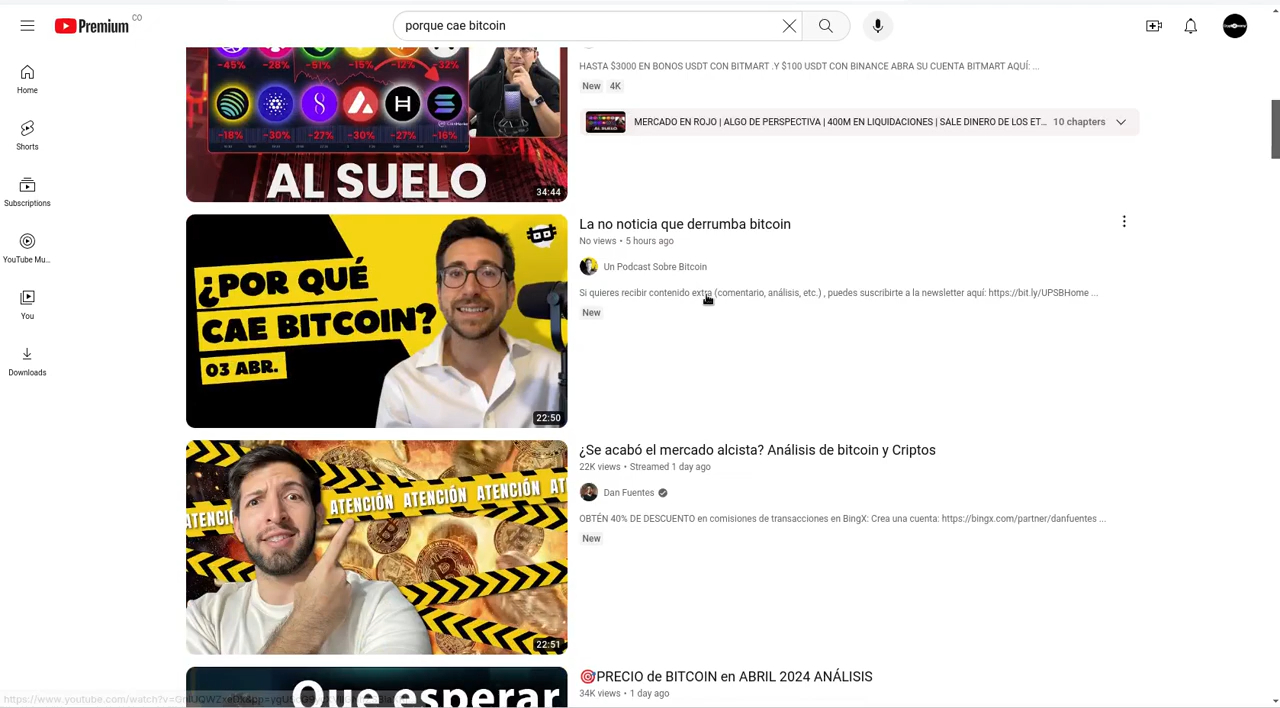 Premium CO
porque cae bitcoin
Home
Shorts
Subscriptions
YouTube Mu...
You
Downloads
-45% -28% -51% -15% -12% -32%
-18% -30% -27% -30% -27% -16%
AL SUELO
34:44
HASTA $3000 EN BONOS USDT CON BITMART .Y $100 USDT CON BINANCE ABRA SU CUENTA BITMART AQUÍ: ...
New 4K
AL SUELO
MERCADO EN ROJO | ALGO DE PERSPECTIVA | 400M EN LIQUIDACIONES | SALE DINERO DE LOS ET... 10 chapters
¿POR QUÉ
CAE BITCOIN?
03 ABR.
22:50
La no noticia que derrumba bitcoin
No views • 5 hours ago
Un Podcast Sobre Bitcoin
Si quieres recibir contenido extra (comentario, análisis, etc.) , puedes suscribirte a la newsletter aquí: https://bit.ly/UPSBHome ...
New
ATENCIÓN ATENCIÓN ATENCIÓN
22:51
¿Se acabó el mercado alcista? Análisis de bitcoin y Criptos
22K views • Streamed 1 day ago
Dan Fuentes
OBTÉN 40% DE DESCUENTO en comisiones de transacciones en BingX: Crea una cuenta: https://bingx.com/partner/danfuentes ...
New
Que esperar
🎯PRECIO de BITCOIN en ABRIL 2024 ANÁLISIS
34K views • 1 day ago